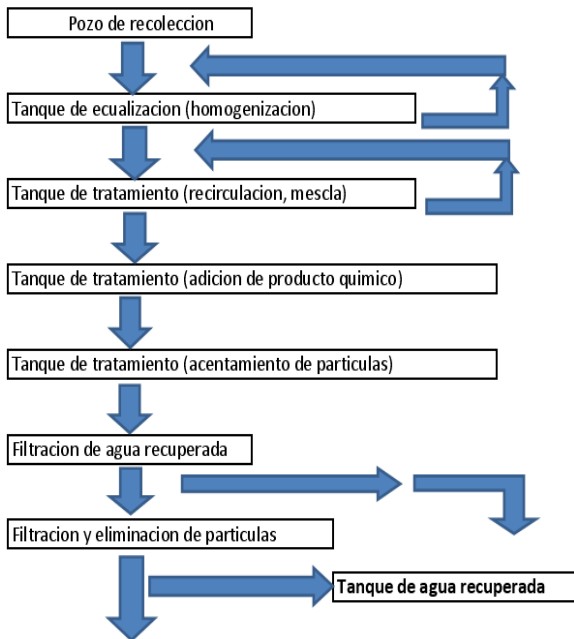 Pozo de recoleccion
Tanque de ecualizacion (homogenizacion)
Tanque de tratamiento (recirculacion, mescla)
Tanque de tratamiento (adicion de producto quimico)
Tanque de tratamiento (acentamiento de particulas)
Filtracion de agua recuperada
Filtracion y eliminacion de particulas
Tanque de agua recuperada